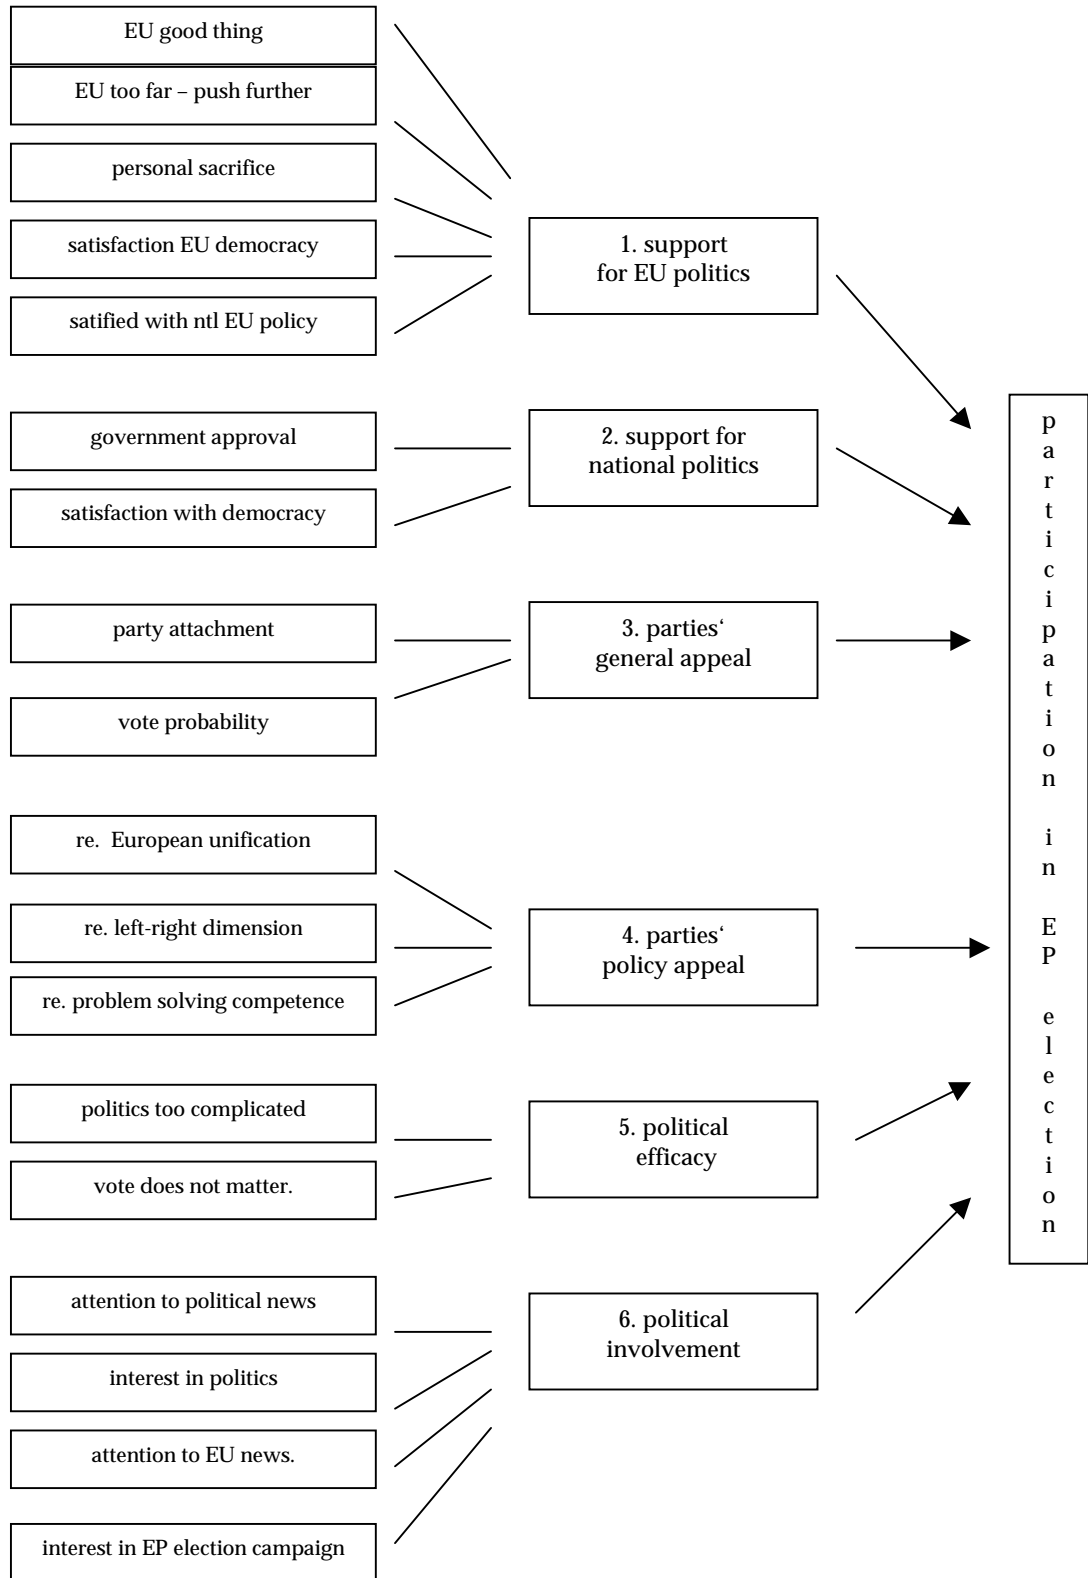 EU good thing
EU too far – push further
personal sacrifice
satisfaction EU democracy
satified with ntl EU policy
1. support
for EU politics
government approval
satisfaction with democracy
2. support for
national politics
party attachment
vote probability
3. parties‘
general appeal
re.  European unification
re. left-right dimension
re. problem solving competence
4. parties‘
policy appeal
politics too complicated
vote does not matter.
5. political
efficacy
attention to political news
interest in politics
attention to EU news.
interest in EP election campaign
6. political
involvement
participation in EP election